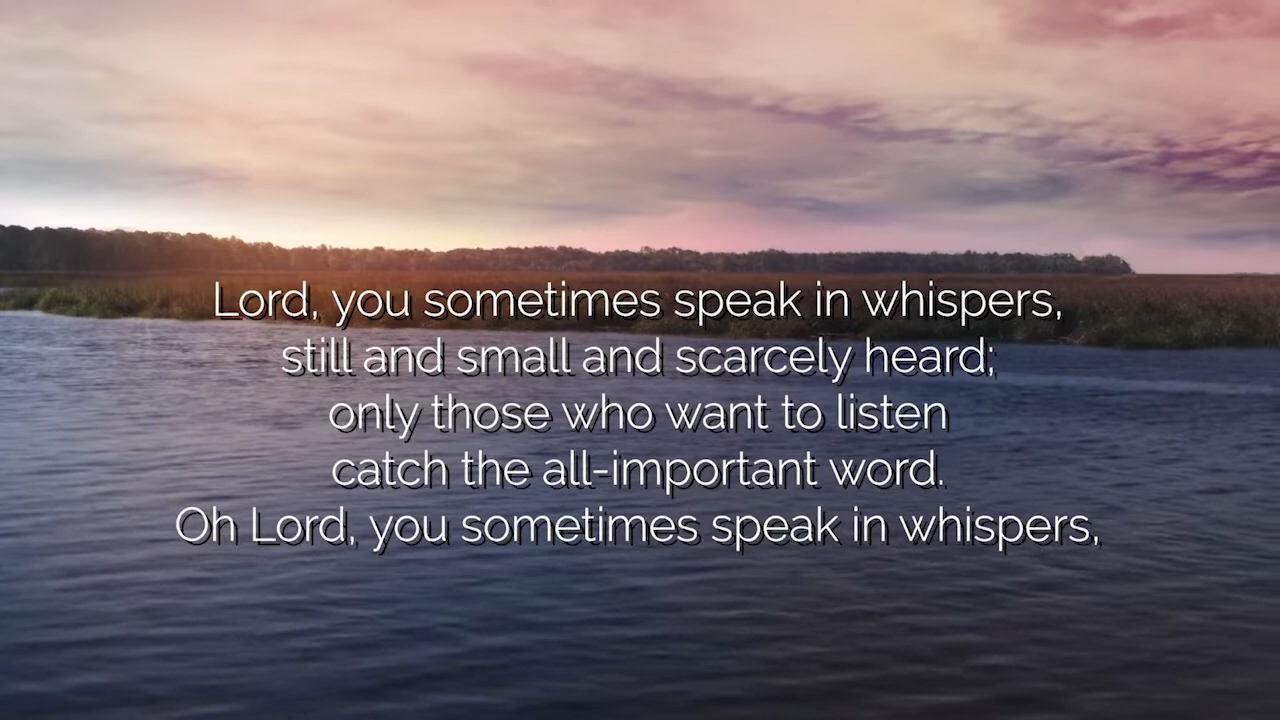 Lord, you sometimes speak in whispers,
still and small and scarcely heard;
only those who want to listen
catch the all-important word.
Oh Lord, you sometimes speak in whispers,